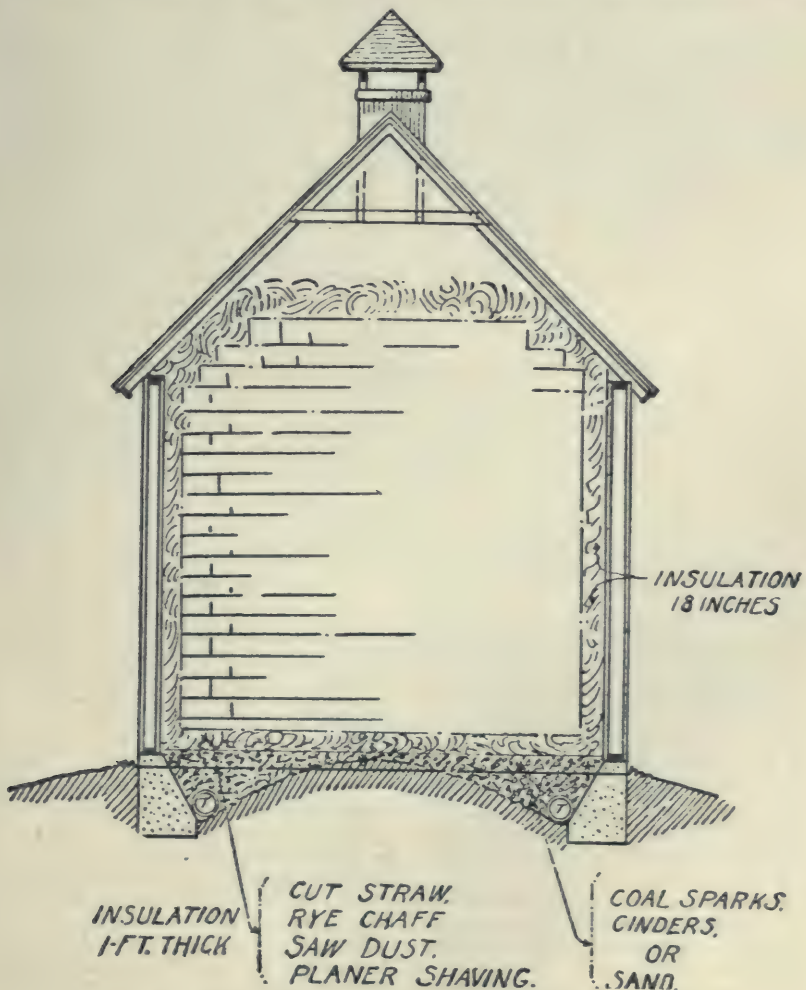 INSULATION
18 INCHES
T
T
INSULATION
1-FT. THICK
CUT STRAW.
RYE CHAFF
SAW DUST.
PLANER SHAVING.
COAL SPARKS.
CINDERS,
OR
SAND.